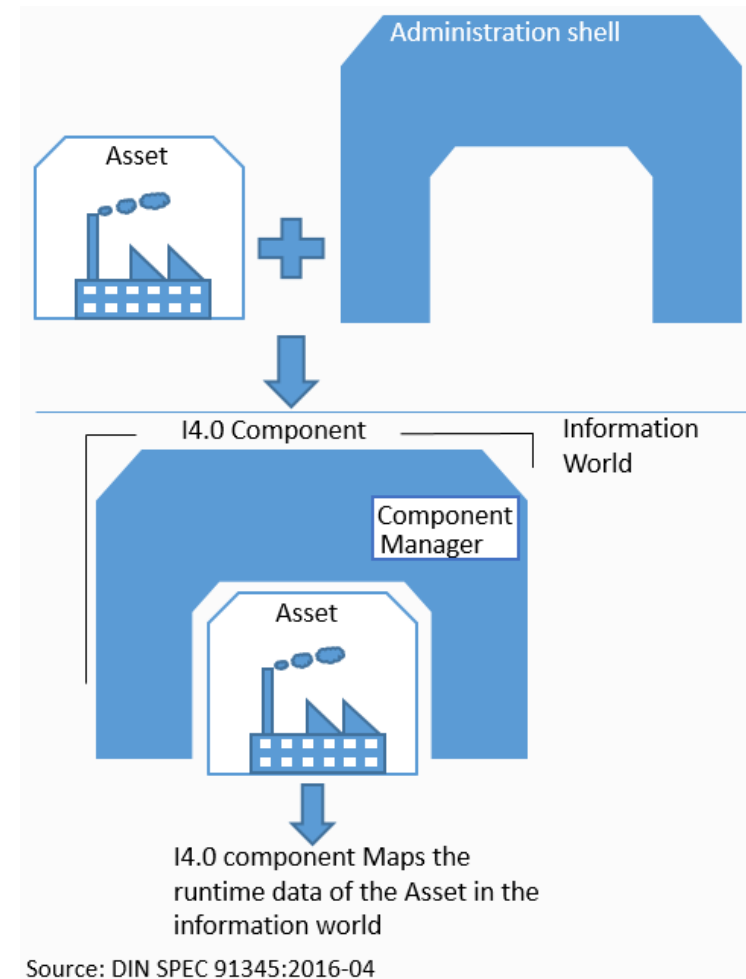 Administration shell
Asset
I4.0 Component
Information
World
Component
Manager
Asset
I4.0 component Maps the
runtime data of the Asset in the
information world
Source: DIN SPEC 91345:2016-04